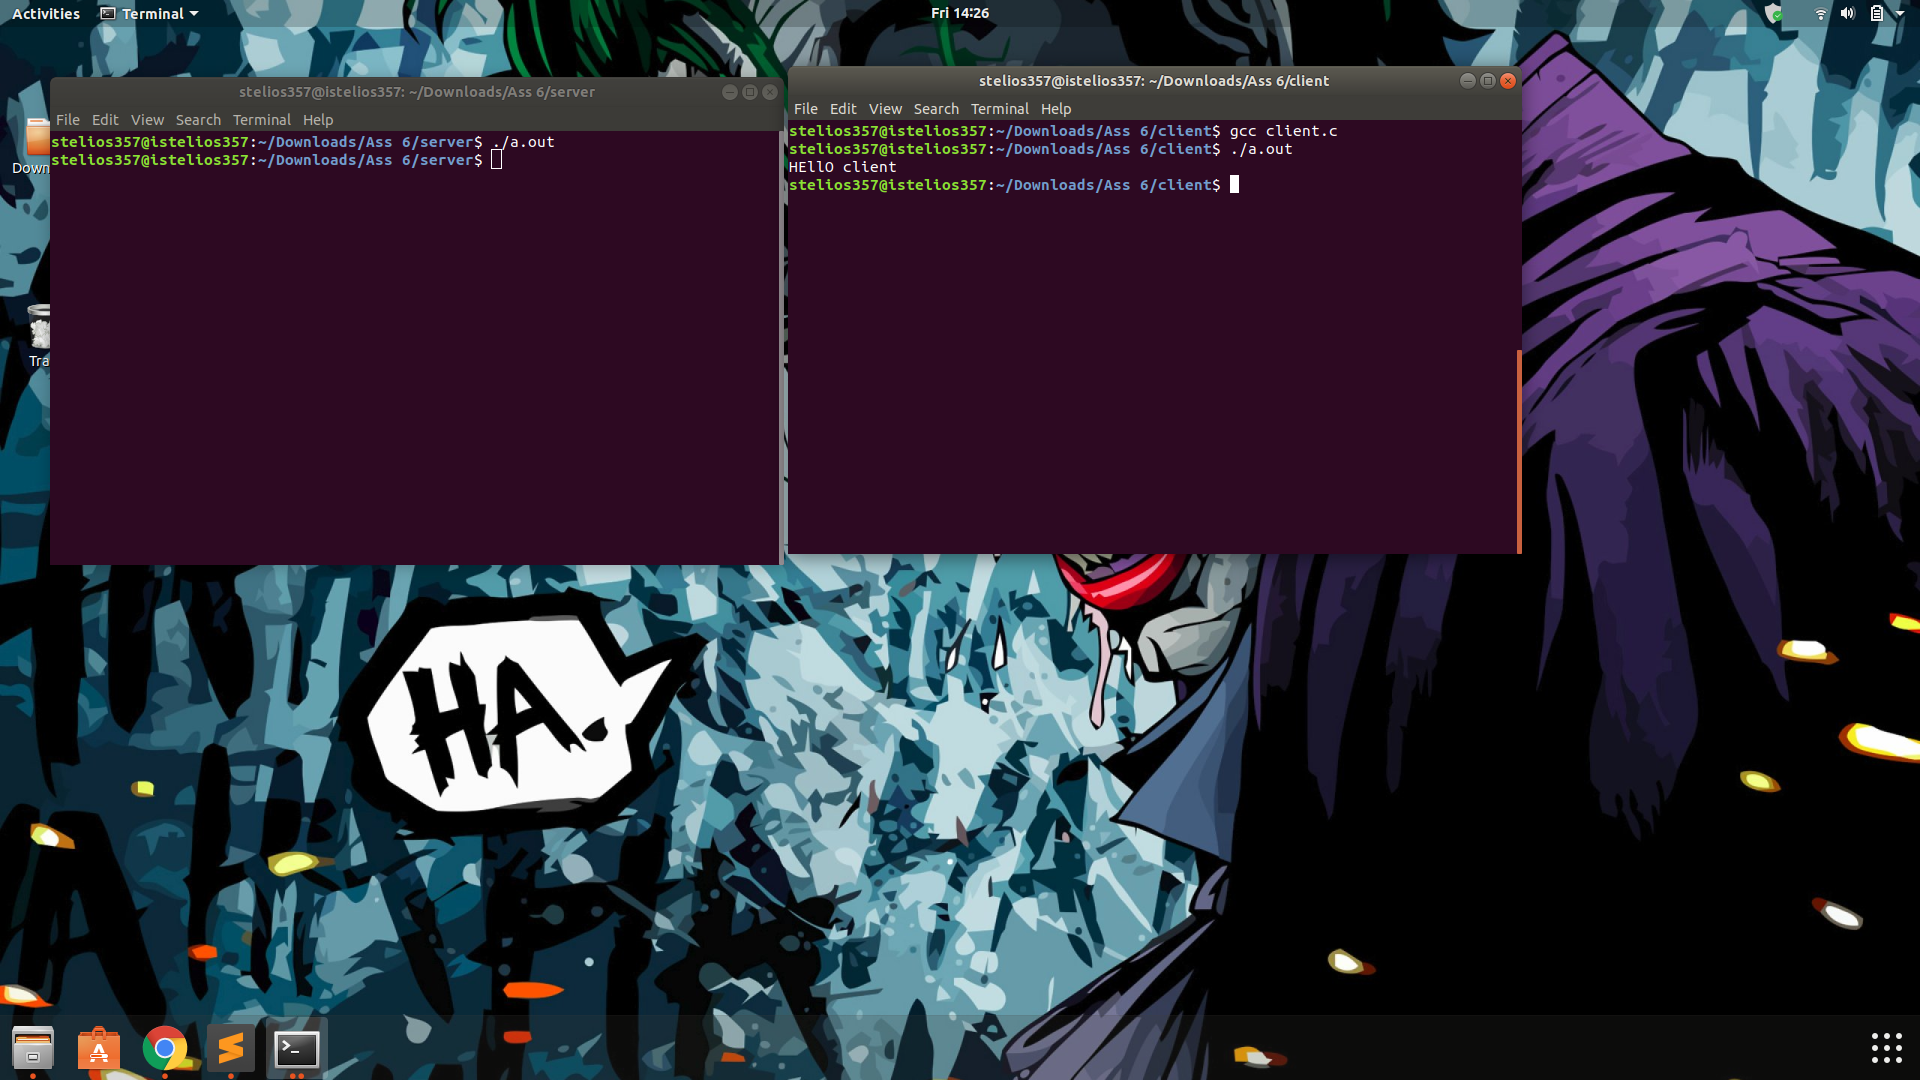 Activities Terminal Fri 14:26
stelios357@istelios357: ~/Downloads/Ass 6/server
File Edit View Search Terminal Help
stelios357@istelios357:~/Downloads/Ass 6/server$ ./a.out
stelios357@istelios357:~/Downloads/Ass 6/server$
stelios357@istelios357: ~/Downloads/Ass 6/client
File Edit View Search Terminal Help
stelios357@istelios357:~/Downloads/Ass 6/client$ gcc client.c
stelios357@istelios357:~/Downloads/Ass 6/client$ ./a.out
HEllO client
stelios357@istelios357:~/Downloads/Ass 6/client$
Down
Tra
HA.